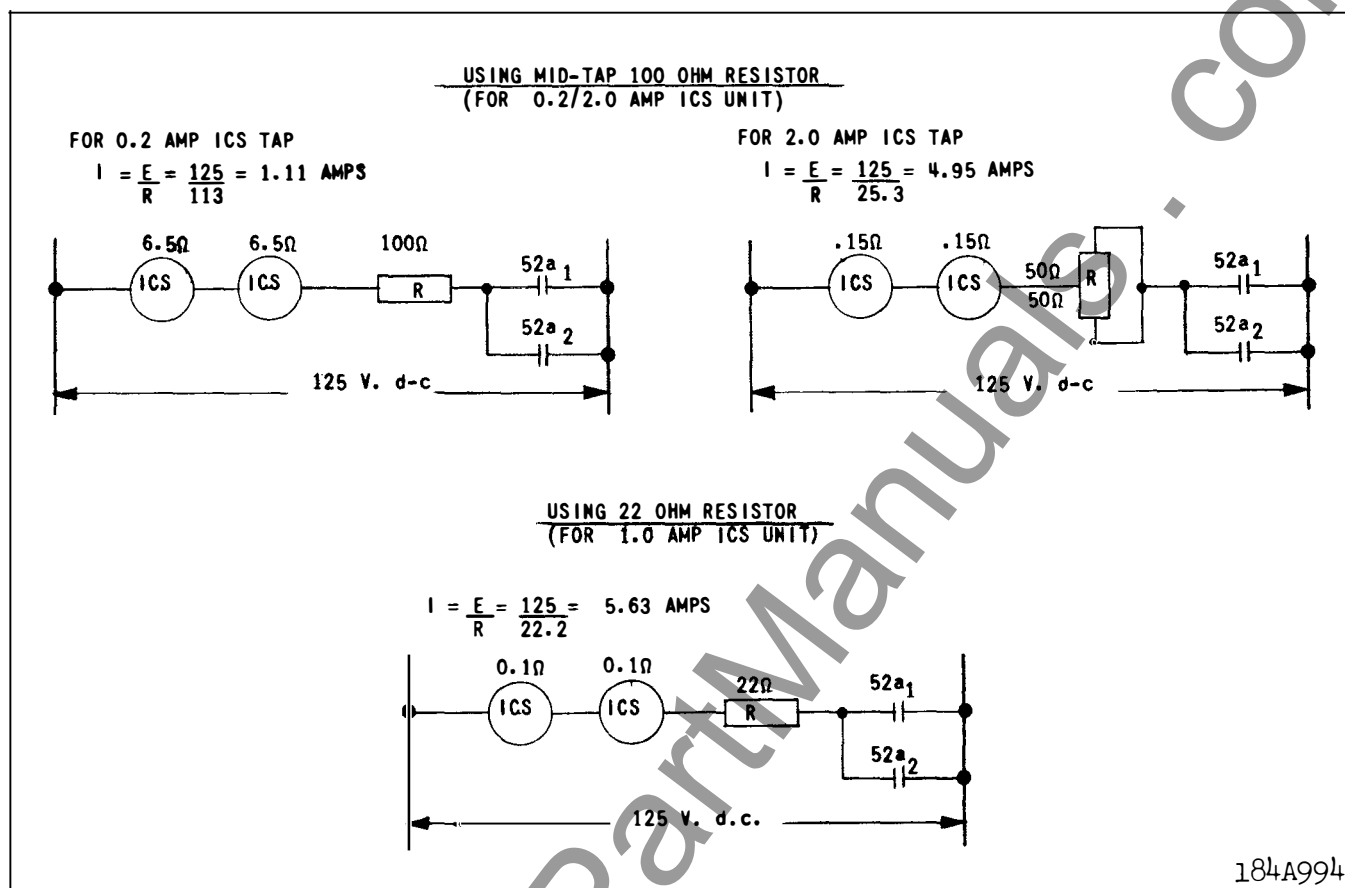 USING MID-TAP 100 OHM RESISTOR
(FOR 0.2/2.0 AMP ICS UNIT)
FOR 0.2 AMP ICS TAP
I = E/R = 125/113 = 1.11 AMPS
6.5Ω 6.5Ω 100Ω
ICS ICS R
52a1
52a2
125 V. d-c
FOR 2.0 AMP ICS TAP
I = E/R = 125/25.3 = 4.95 AMPS
.15Ω .15Ω
ICS ICS
50Ω
50Ω
R
52a1
52a2
125 V. d-c
USING 22 OHM RESISTOR
(FOR 1.0 AMP ICS UNIT)
I = E/R = 125/22.2 = 5.63 AMPS
0.1Ω 0.1Ω 22Ω
ICS ICS R
52a1
52a2
125 V. d.c.
184A994
PartManuals.co